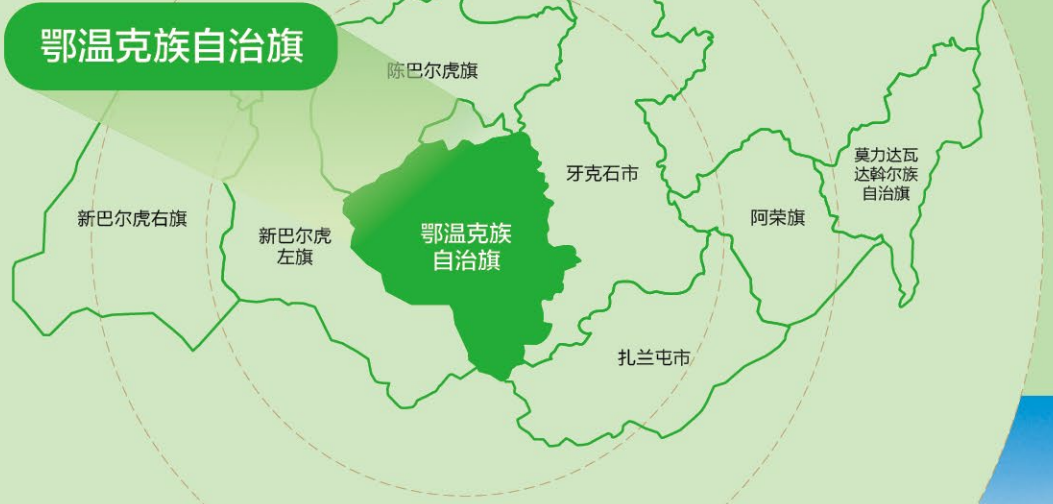 鄂温克族自治旗
陈巴尔虎旗
牙克石市
莫力达瓦
达斡尔族
自治旗
新巴尔虎右旗
新巴尔虎
左旗
鄂温克族
自治旗
阿荣旗
扎兰屯市